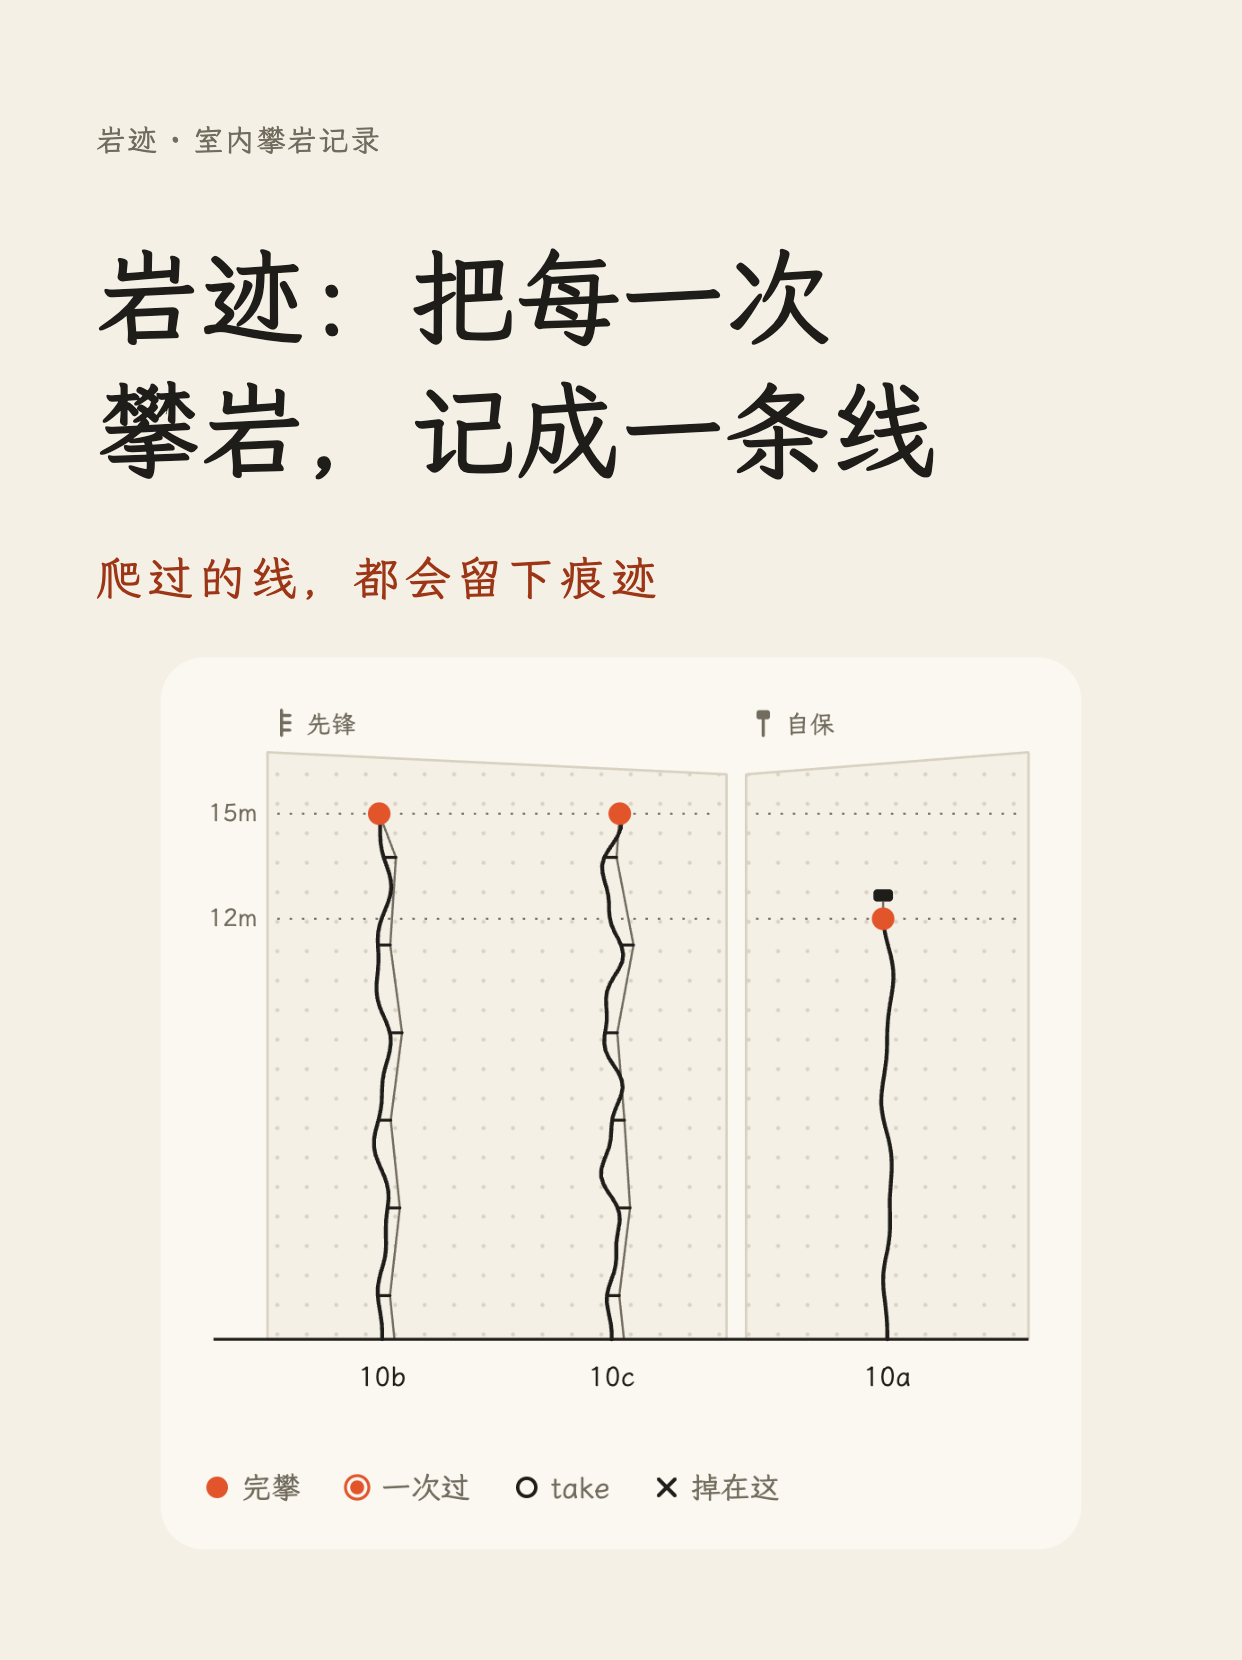 岩迹·室内攀岩记录
岩迹：把每一次
攀岩，记成一条线
爬过的线，都会留下痕迹
先锋
自保
15m
12m
10b
10c
10a
完攀
一次过
take
掉在这